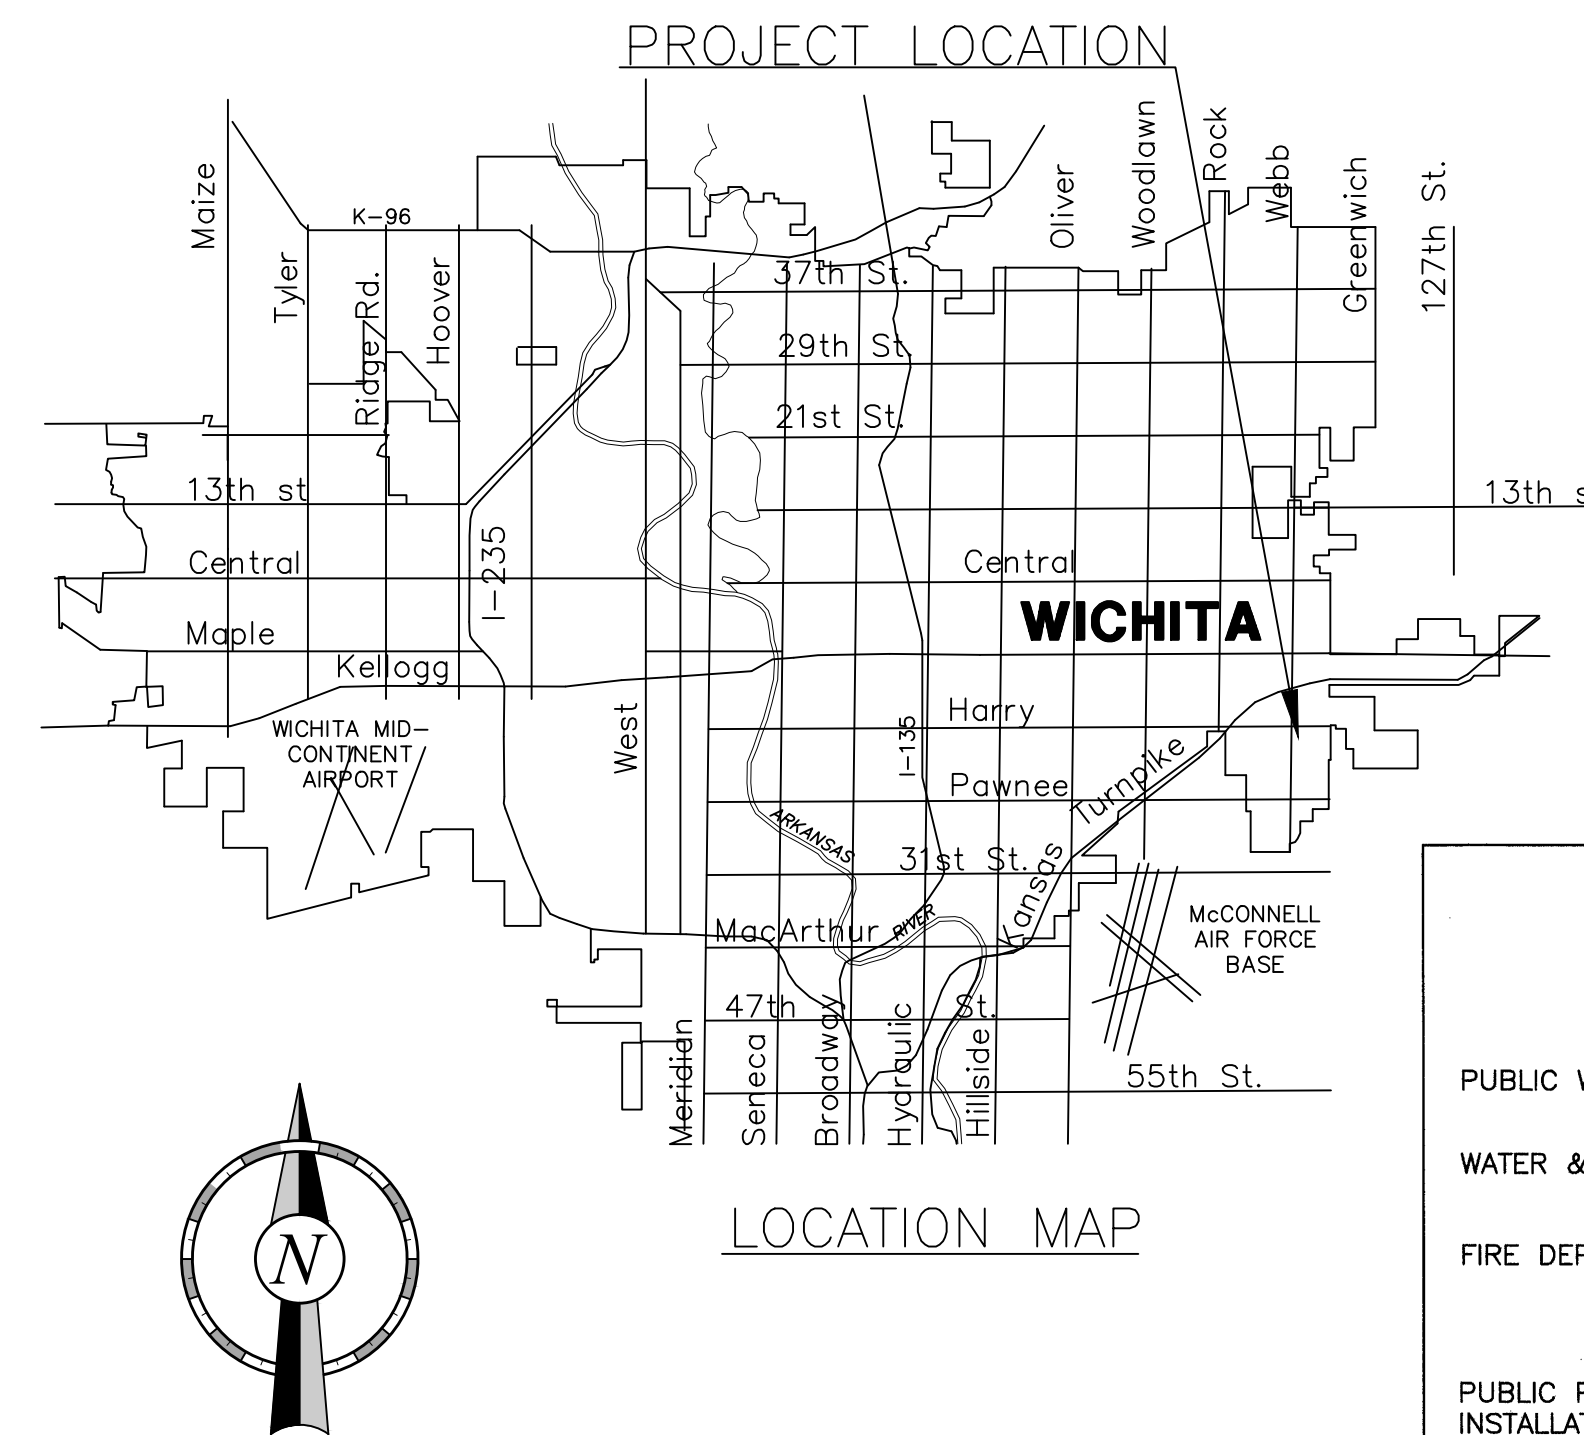 PROJECT LOCATION
Maize
K-96
Tyler
Ridge Rd.
Hoover
Oliver
Woodlawn
Rock
Webb
Greenwich
127th St.
37th St.
29th St.
21st St.
13th st
13th
Central
Central
I-235
WICHITA
Maple
Kellogg
West
WICHITA MID-
CONTINENT
AIRPORT
I-135
Harry
Pawnee
Kansas Turnpike
ARKANSAS
RIVER
31st St.
MacArthur
McCONNELL
AIR FORCE
BASE
47th St.
55th St.
Meridian
Seneca
Broadway
Hydraulic
Hillside
LOCATION MAP
N
PUBLIC
WATER &
FIRE
PUBLIC